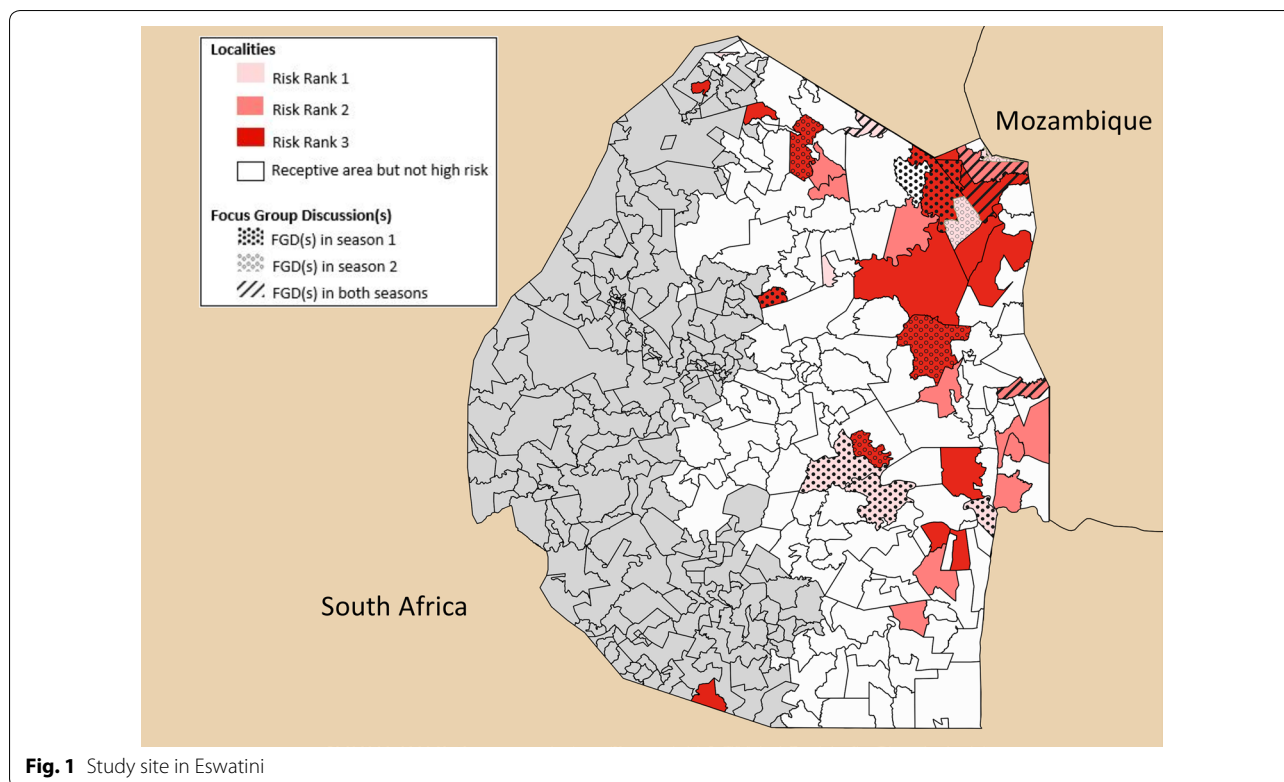 Localities
Risk Rank 1
Risk Rank 2
Risk Rank 3
Receptive area but not high risk
Focus Group Discussion(s)
FGD(s) in season 1
FGD(s) in season 2
FGD(s) in both seasons
Mozambique
South Africa
Fig. 1 Study site in Eswatini